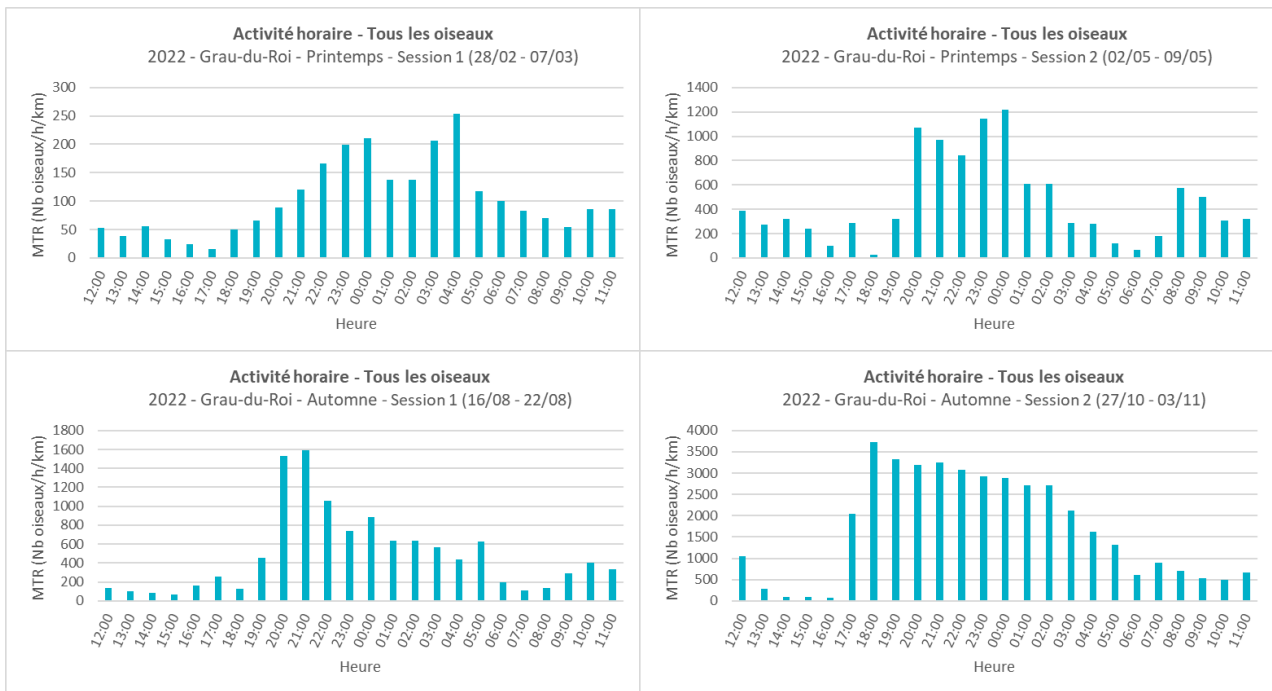 Activité horaire - Tous les oiseaux
2022 - Grau-du-Roi - Printemps - Session 1 (28/02 - 07/03)
MTR (Nb oiseaux/h/km)
300
250
200
150
100
50
0
12:00 13:00 14:00 15:00 16:00 17:00 18:00 19:00 20:00 21:00 22:00 23:00 00:00 01:00 02:00 03:00 04:00 05:00 06:00 07:00 08:00 09:00 10:00 11:00
Heure
Activité horaire - Tous les oiseaux
2022 - Grau-du-Roi - Printemps - Session 2 (02/05 - 09/05)
MTR (Nb oiseaux/h/km)
1400
1200
1000
800
600
400
200
0
12:00 13:00 14:00 15:00 16:00 17:00 18:00 19:00 20:00 21:00 22:00 23:00 00:00 01:00 02:00 03:00 04:00 05:00 06:00 07:00 08:00 09:00 10:00 11:00
Heure
Activité horaire - Tous les oiseaux
2022 - Grau-du-Roi - Automne - Session 1 (16/08 - 22/08)
MTR (Nb oiseaux/h/km)
1800
1600
1400
1200
1000
800
600
400
200
0
12:00 13:00 14:00 15:00 16:00 17:00 18:00 19:00 20:00 21:00 22:00 23:00 00:00 01:00 02:00 03:00 04:00 05:00 06:00 07:00 08:00 09:00 10:00 11:00
Heure
Activité horaire - Tous les oiseaux
2022 - Grau-du-Roi - Automne - Session 2 (27/10 - 03/11)
MTR (Nb oiseaux/h/km)
4000
3500
3000
2500
2000
1500
1000
500
0
12:00 13:00 14:00 15:00 16:00 17:00 18:00 19:00 20:00 21:00 22:00 23:00 00:00 01:00 02:00 03:00 04:00 05:00 06:00 07:00 08:00 09:00 10:00 11:00
Heure